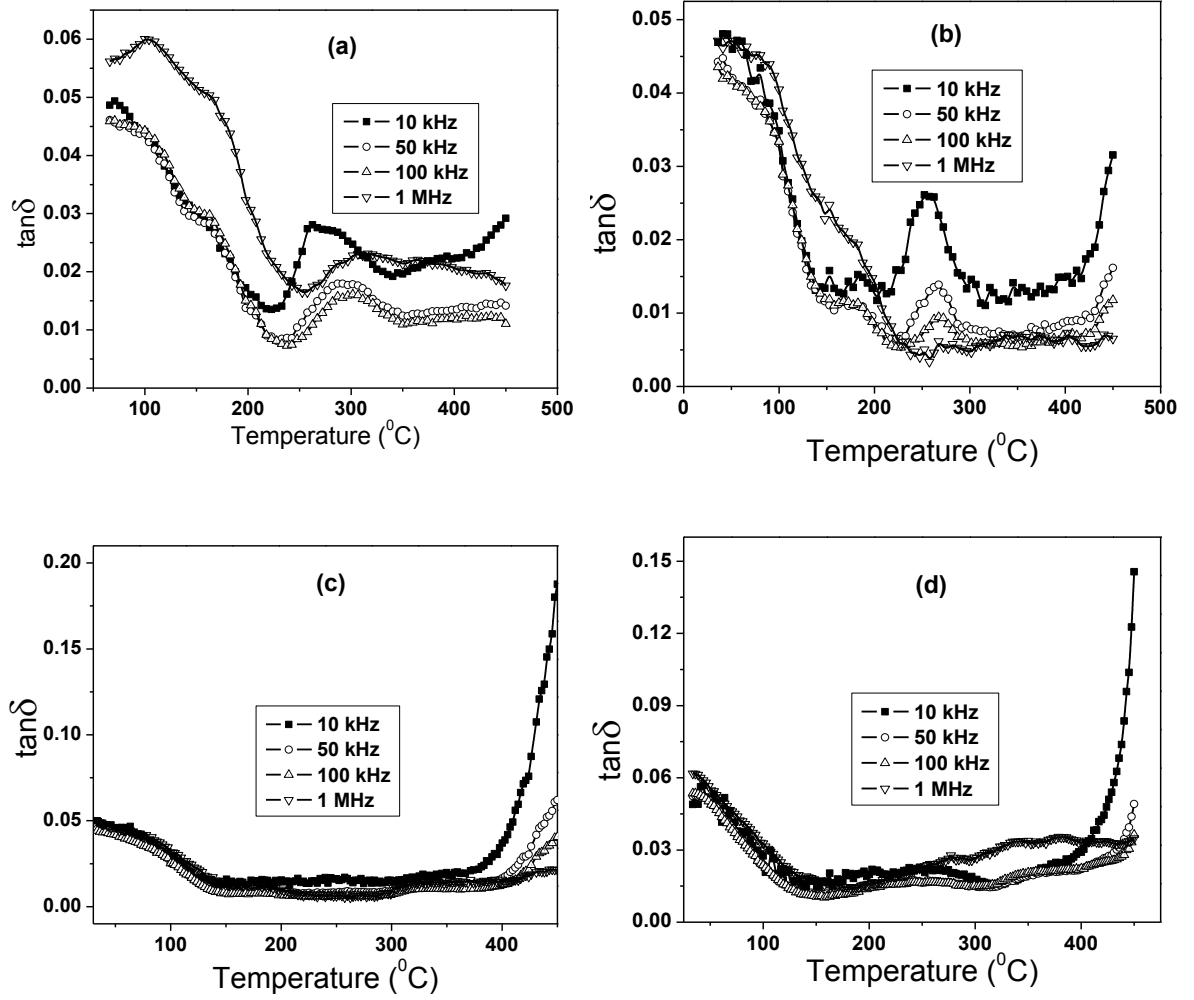 (a)
0.06
0.05
0.04
0.03
0.02
0.01
0.00
tanδ
10 kHz
50 kHz
100 kHz
1 MHz
100 200 300 400 500
Temperature (⁰C)
(b)
0.05
0.04
0.03
0.02
0.01
0.00
tanδ
10 kHz
50 kHz
100 kHz
1 MHz
0 100 200 300 400 500
Temperature (⁰C)
(c)
0.20
0.15
0.10
0.05
0.00
tanδ
10 kHz
50 kHz
100 kHz
1 MHz
100 200 300 400
Temperature (⁰C)
(d)
0.15
0.12
0.09
0.06
0.03
0.00
tanδ
10 kHz
50 kHz
100 kHz
1 MHz
100 200 300 400
Temperature (⁰C)